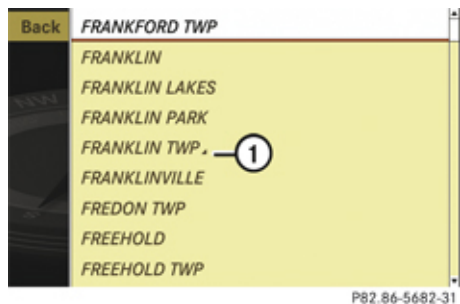 Back FRANKFORD TWP
FRANKLIN
FRANKLIN LAKES
FRANKLIN PARK
FRANKLIN TWP
1
FRANKLINVILLE
FREDON TWP
FREEHOLD
FREEHOLD TWP
NW
P82.86-5682-31